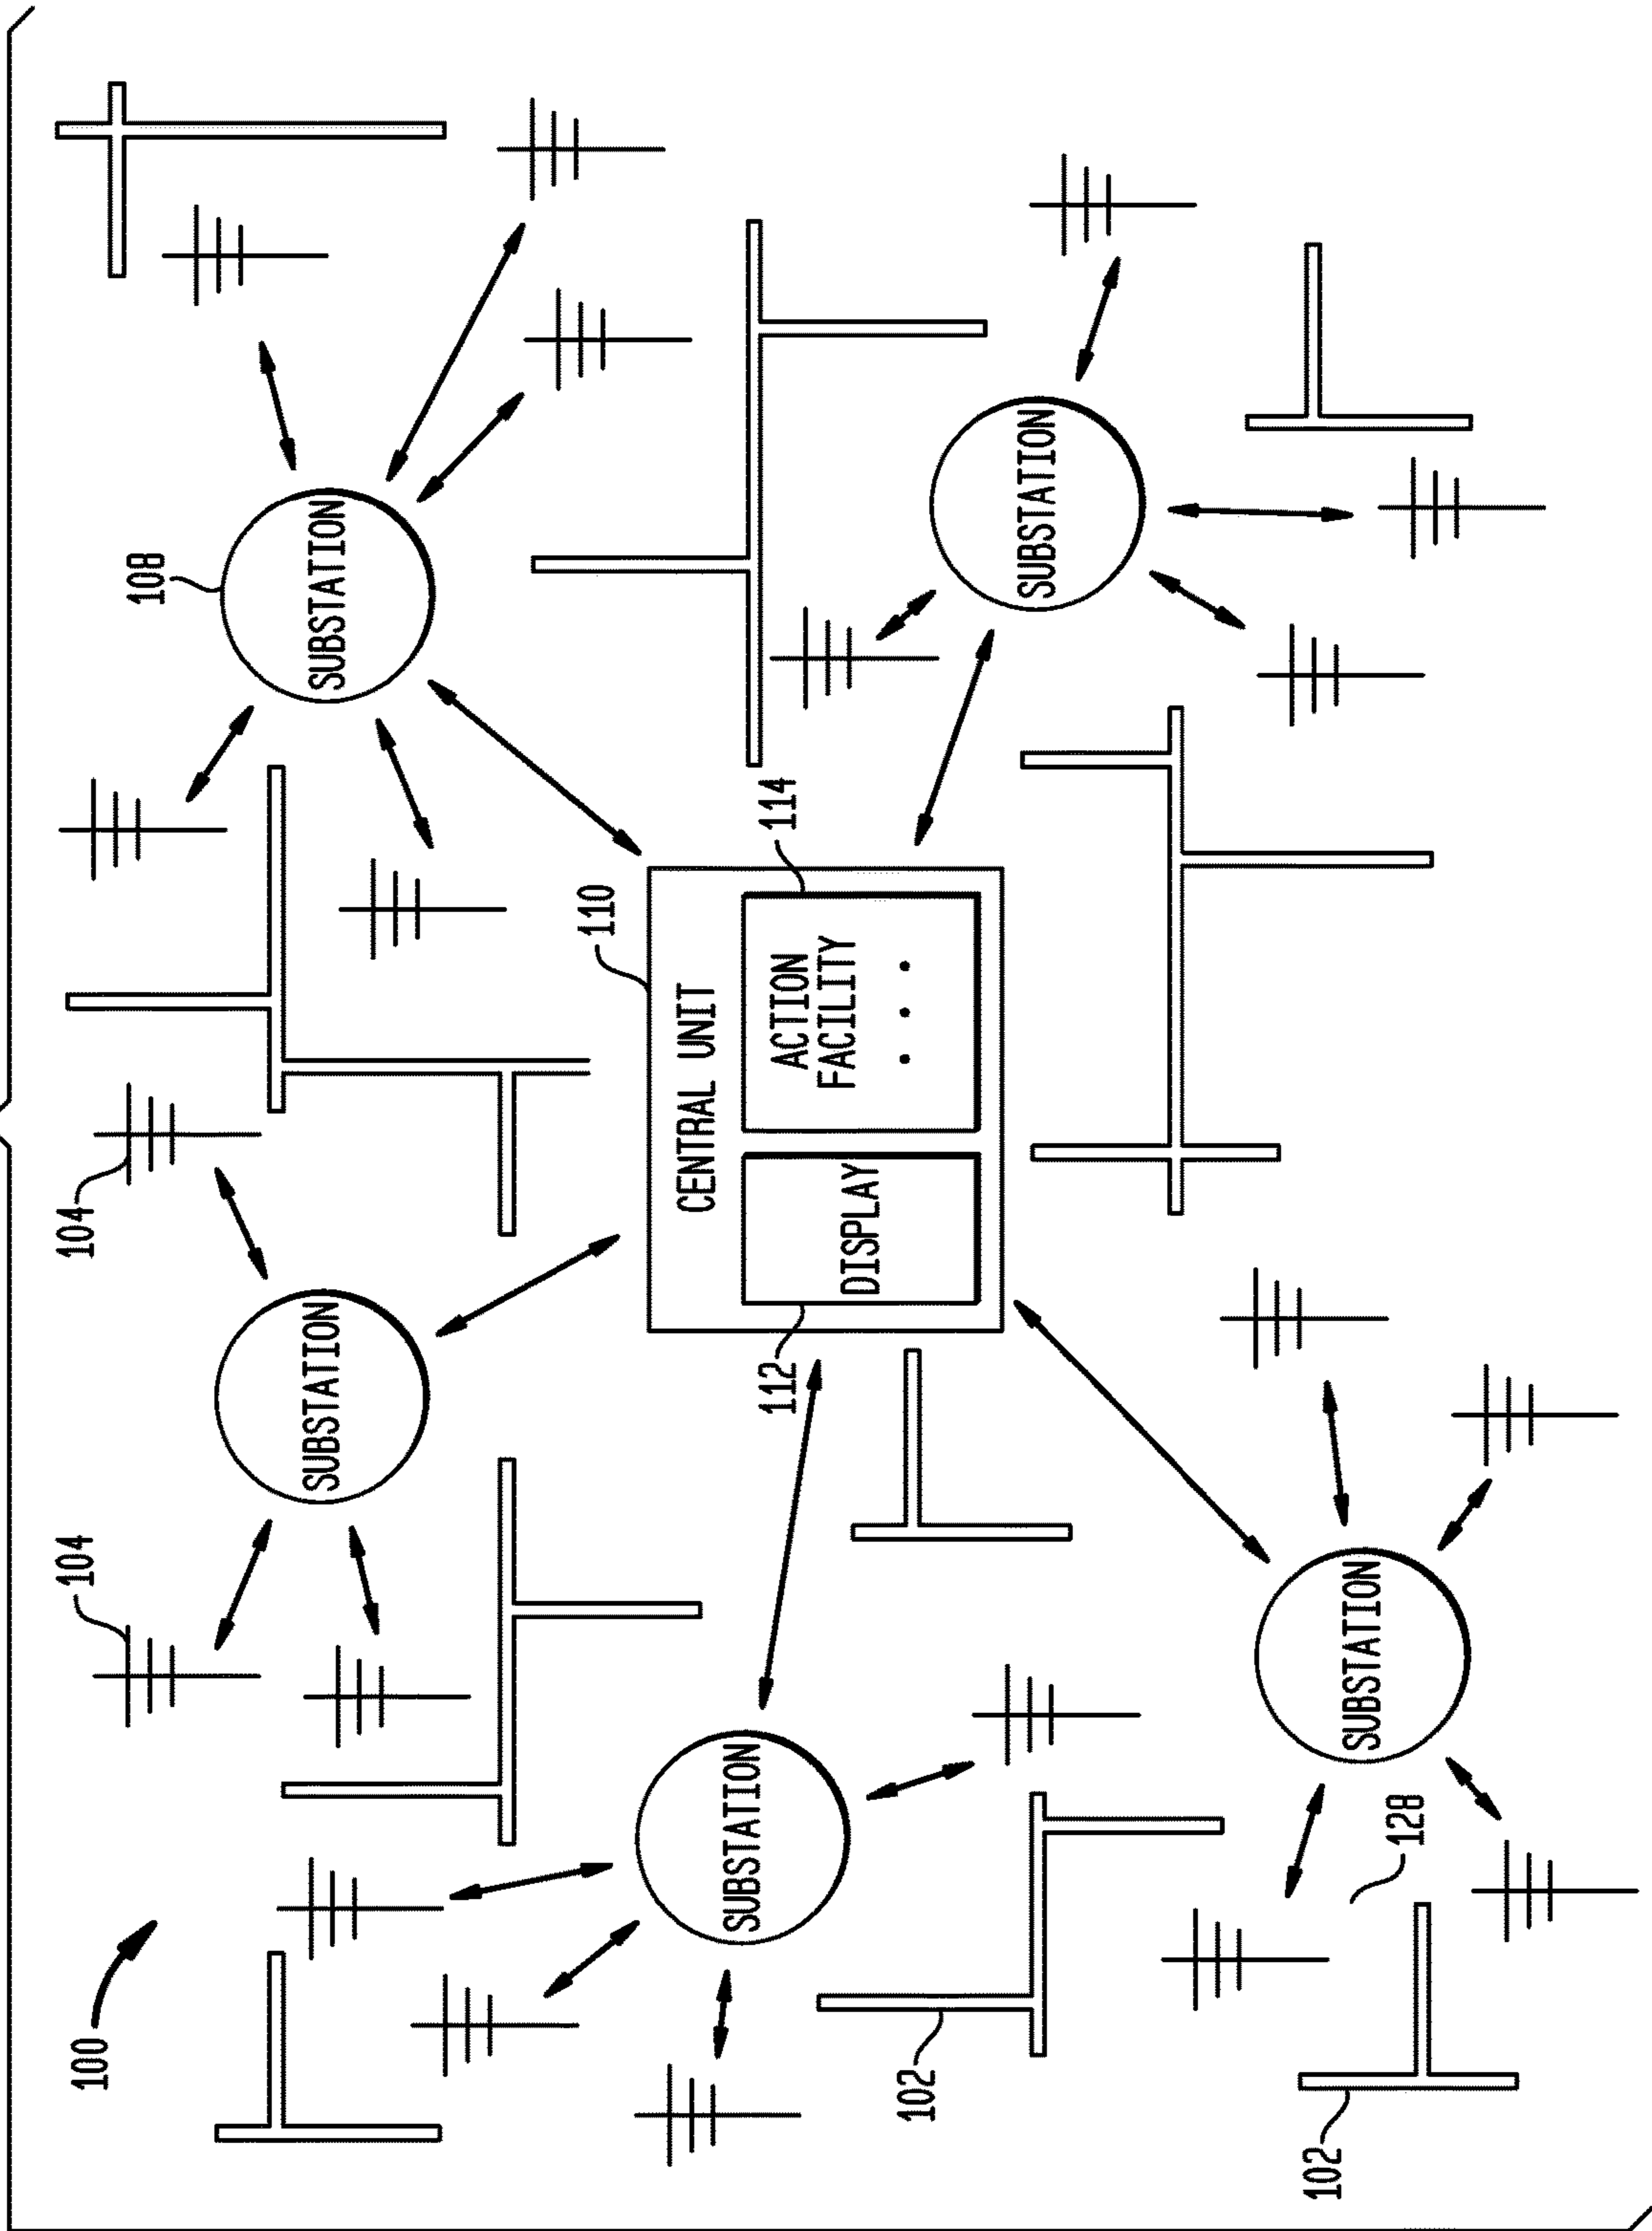 100
104
104
108
SUBSTATION
SUBSTATION
110
CENTRAL UNIT
SUBSTATION
112
114
DISPLAY
ACTION
FACILITY
. . .
102
SUBSTATION
102
SUBSTATION
128